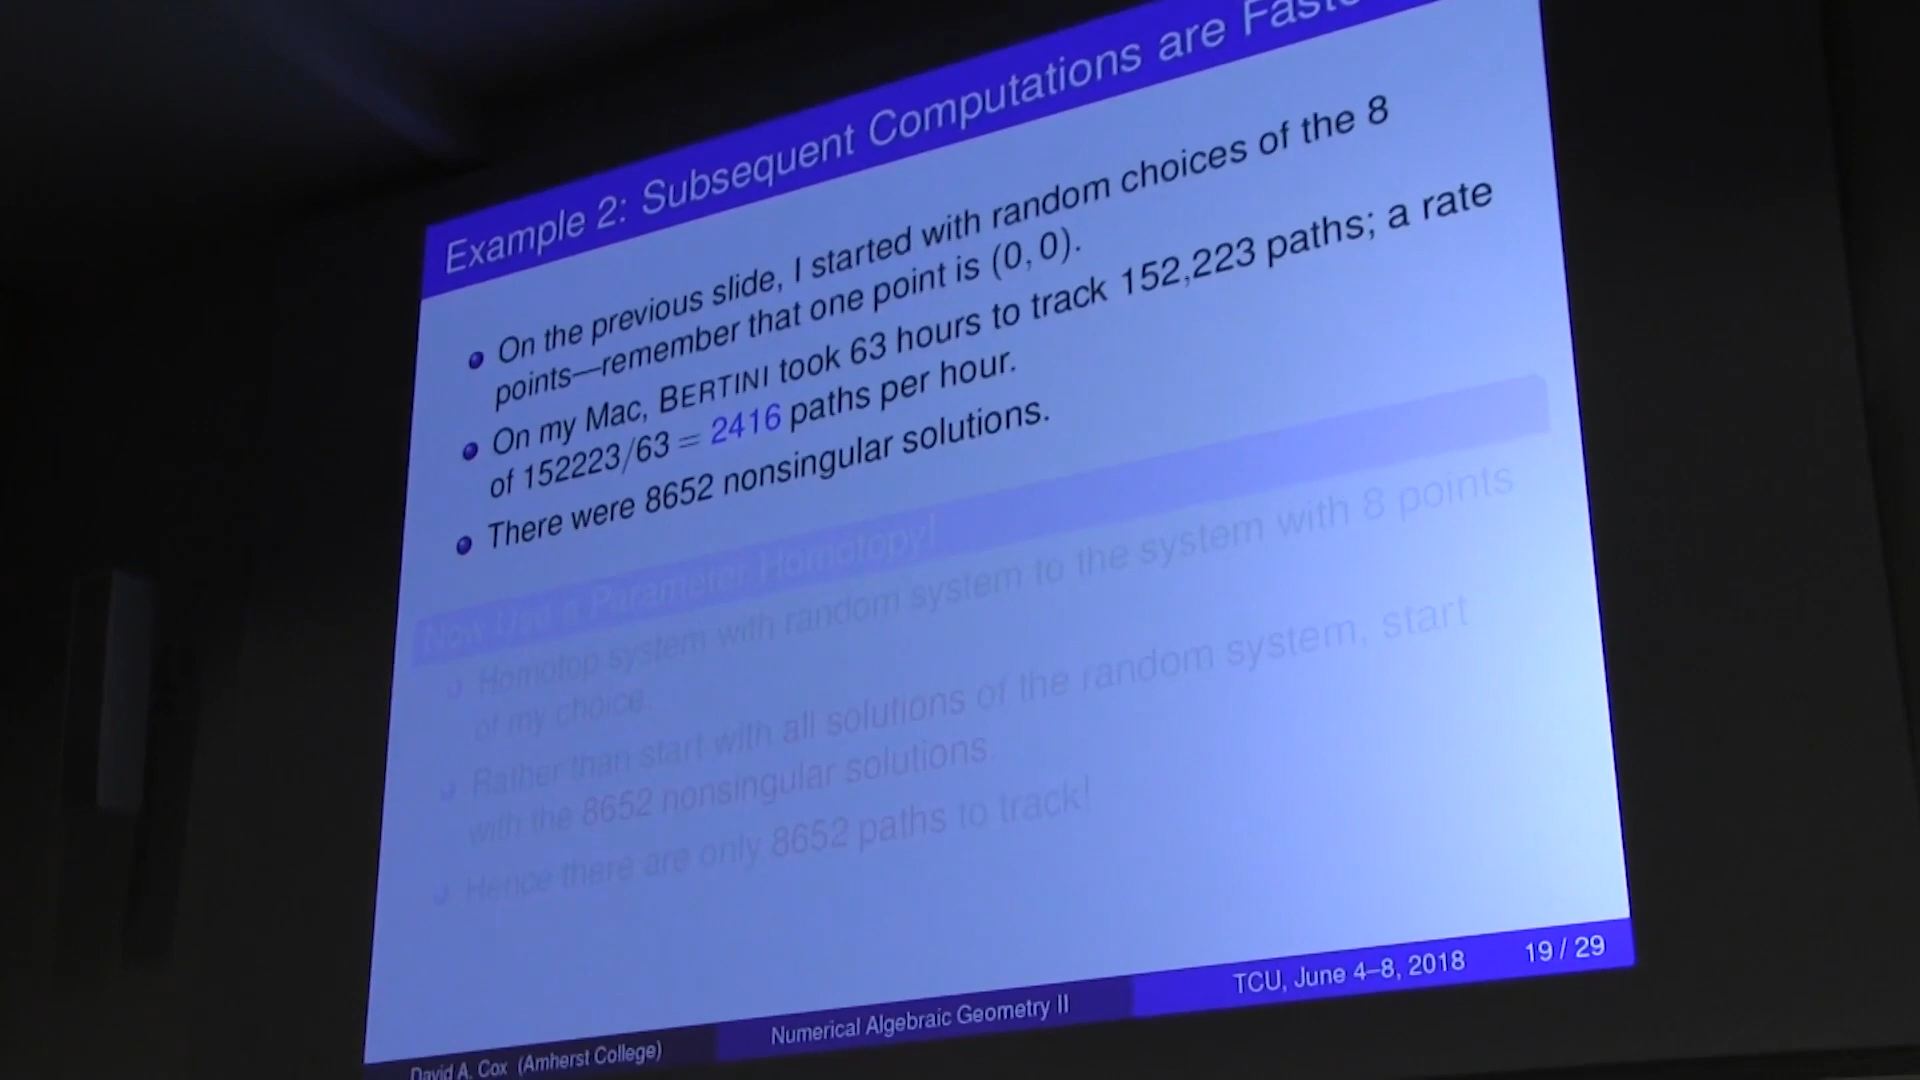 Example 2: Subsequent Computations are Faste
On the previous slide, I started with random choices of the 8
points—remember that one point is (0, 0).
On my Mac, BERTINI took 63 hours to track 152,223 paths; a rate
of 152223/63 = 2416 paths per hour.
There were 8652 nonsingular solutions.
Now Use a Parameter Homotopy!
Homotop system with random system to the system with 8 points
of my choice.
Rather than start with all solutions of the random system, start
with the 8652 nonsingular solutions.
Hence there are only 8652 paths to track!
David A. Cox (Amherst College)
Numerical Algebraic Geometry II
TCU, June 4–8, 2018
19 / 29